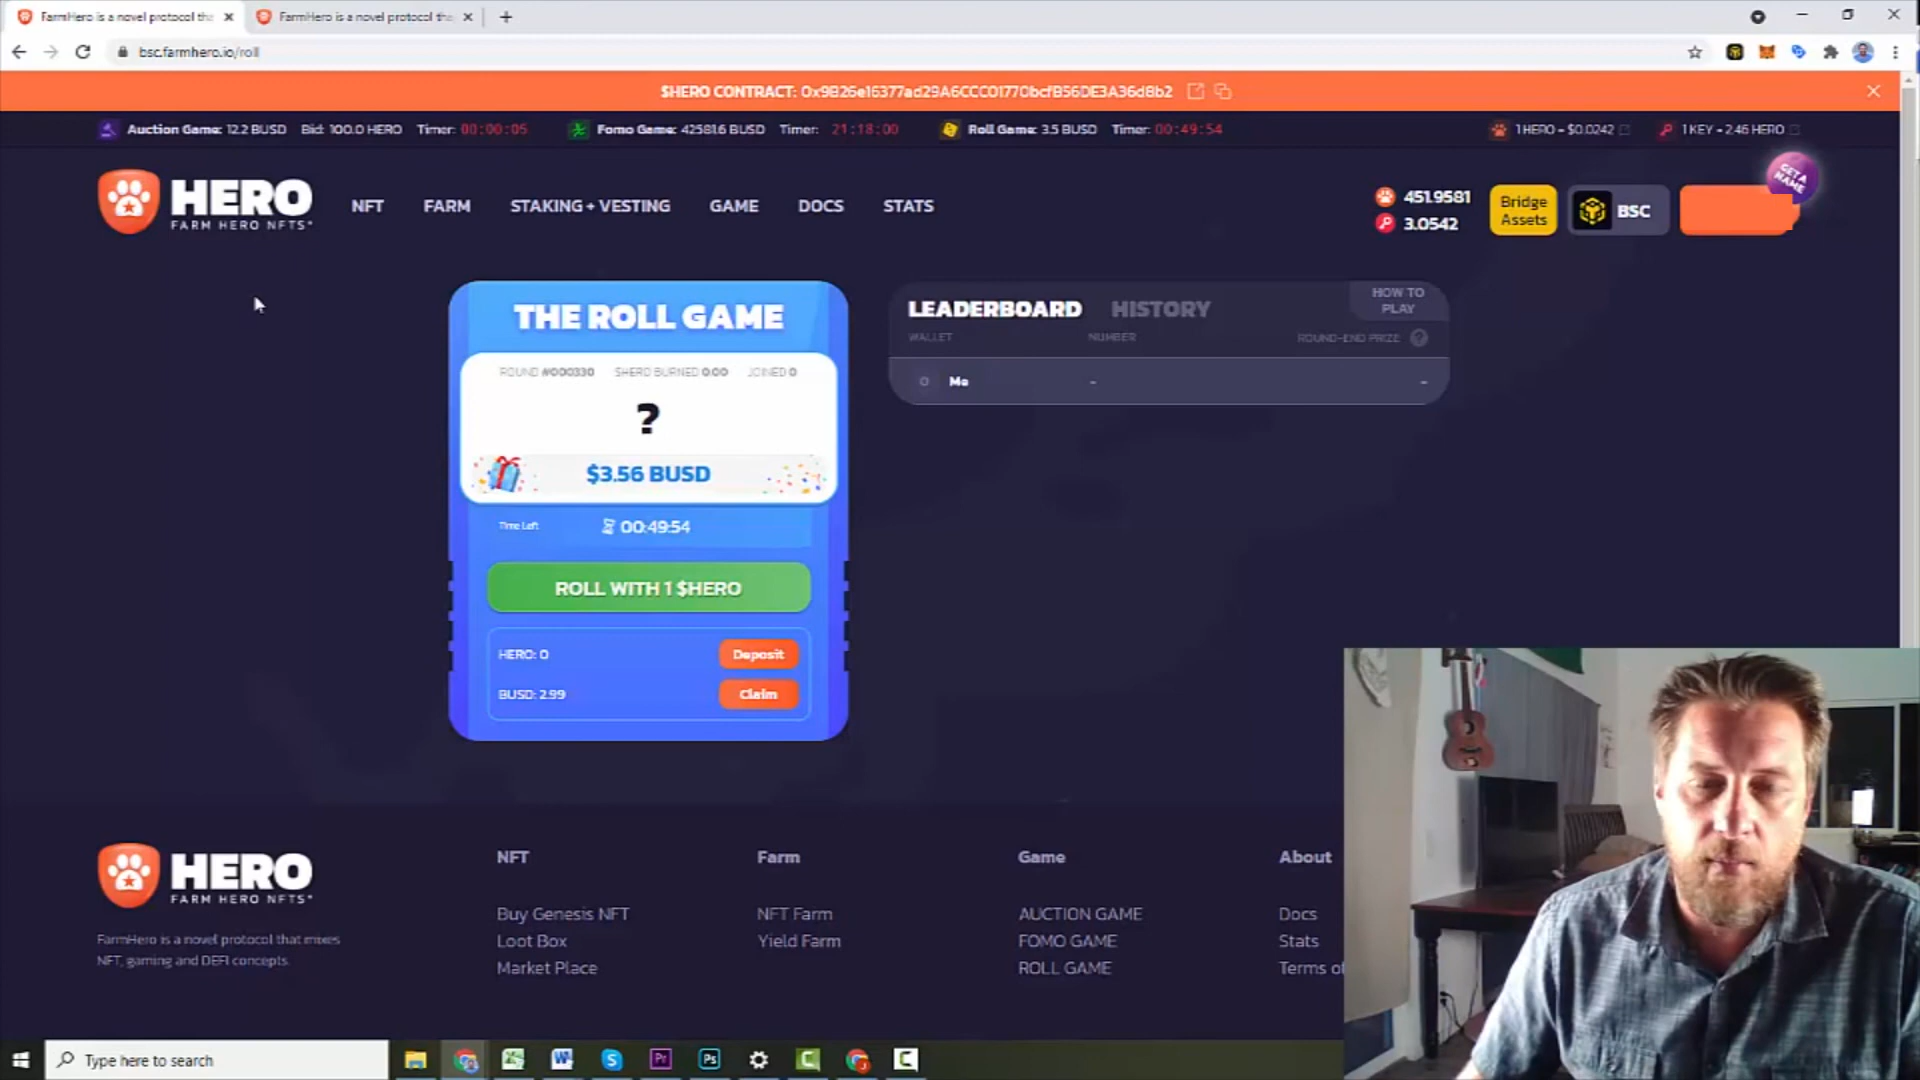 FarmHero is a novel protocol tha
FarmHero is a novel protocol tha
bsc.farmhero.io/roll
$HERO CONTRACT: 0x9B26e16377ad29A6CCC01770bcfB56DE3A36d8b2
Auction Game: 12.2 BUSD Bid: 100.0 HERO Timer: 00:00:05 Fomo Game: 42581.6 BUSD Timer: 21:18:00 Roll Game: 3.5 BUSD Timer: 00:49:54 1 HERO = $0.0242 1 KEY = 2.46 HERO
GET A NAME
HERO
FARM HERO NFTS
NFT FARM STAKING + VESTING GAME DOCS STATS
451.9581
3.0542
Bridge
Assets
BSC
THE ROLL GAME
ROUND #000330 $HERO BURNED 0.00 JOINED 0
?
$3.56 BUSD
Time Left 00:49:54
ROLL WITH 1 $HERO
HERO: 0 Deposit
BUSD: 2.99 Claim
LEADERBOARD HISTORY
HOW TO
PLAY
WALLET NUMBER ROUND-END PRIZE ?
0 Me - -
HERO
FARM HERO NFTS
FarmHero is a novel protocol that mixes
NFT, gaming and DEFI concepts.
NFT
Buy Genesis NFT
Loot Box
Market Place
Farm
NFT Farm
Yield Farm
Game
AUCTION GAME
FOMO GAME
ROLL GAME
About
Docs
Stats
Terms of
Type here to search